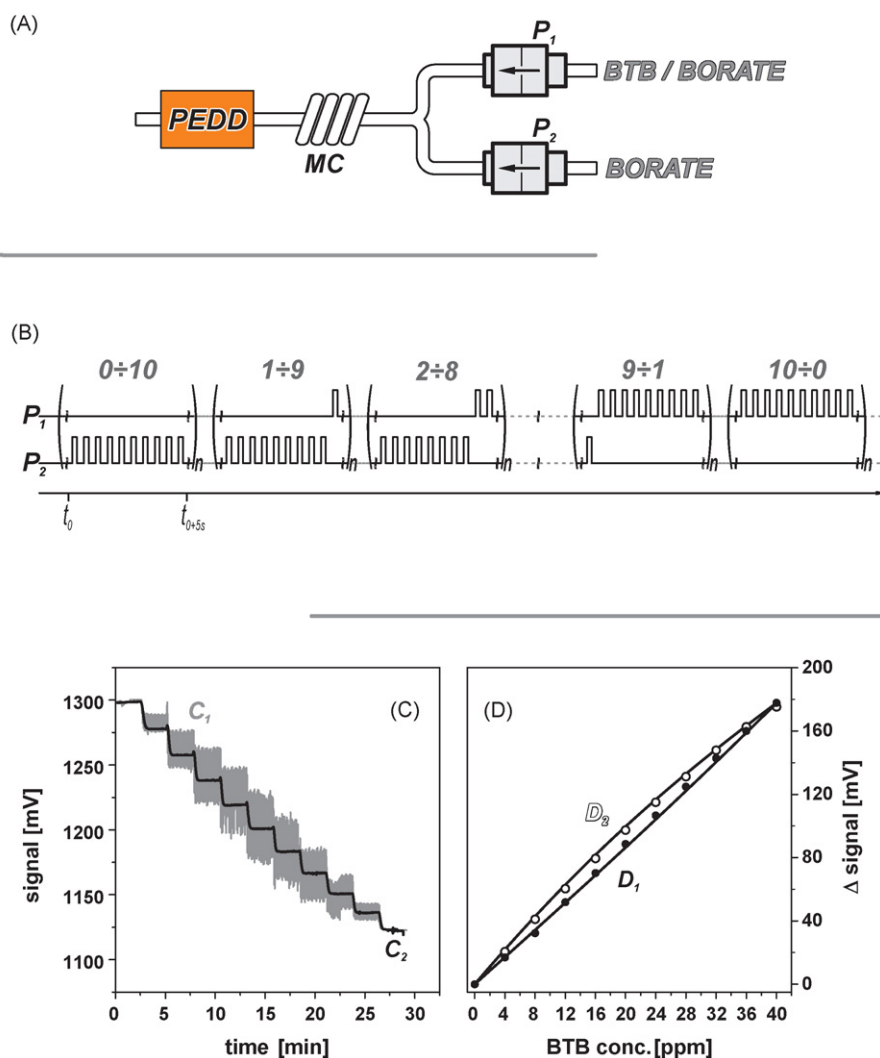 (A)
P1
BTB / BORATE
PEDD
MC
P2
BORATE
(B)
0÷10 1÷9 2÷8 9÷1 10÷0
P1
P2 n n n n n
t0 t0+5s
(C)
C1
C2
signal [mV]
1300
1250
1200
1150
1100
0 5 10 15 20 25 30
time [min]
(D)
D2
D1
200
160
120
80
40
0
Δ signal [mV]
0 4 8 12 16 20 24 28 32 36 40
BTB conc.[ppm]